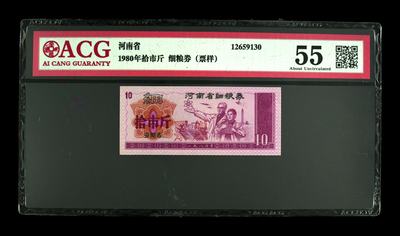 ACG
AI CANG GUARANTY
河南省
1980年拾市斤 细粮券（票样）
12659130
55
About Uncirculated
10
河南省细粮券
拾市斤
10